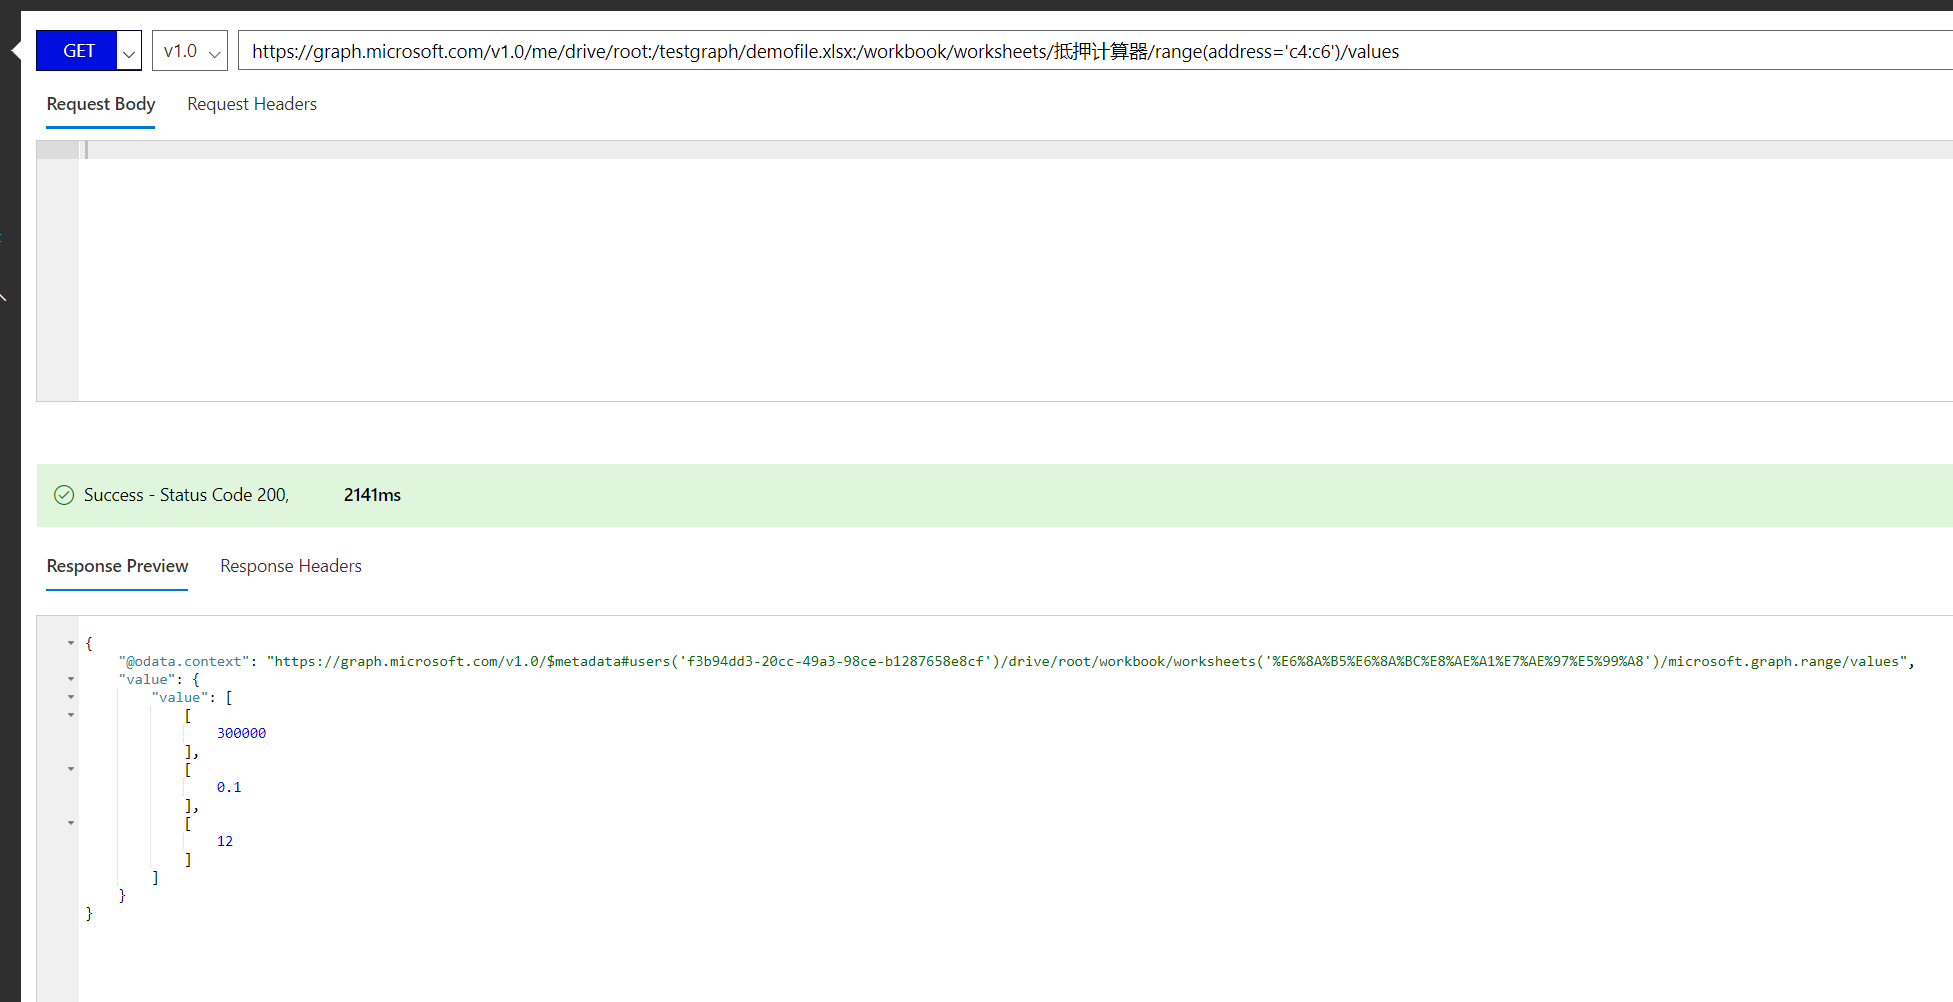 GET v1.0 https://graph.microsoft.com/v1.0/me/drive/root:/testgraph/demofile.xlsx:/workbook/worksheets/抵押计算器/range(address='c4:c6')/values
Request Body Request Headers
Success - Status Code 200, 2141ms
Response Preview Response Headers
{
"@odata.context": "https://graph.microsoft.com/v1.0/$metadata#users('f3b94dd3-20cc-49a3-98ce-b1287658e8cf')/drive/root/workbook/worksheets('%E6%8A%B5%E6%8A%BC%E8%AE%A1%E7%AE%97%E5%99%A8')/microsoft.graph.range/values",
"value": {
"value": [
[
300000
],
[
0.1
],
[
12
]
]
}
}